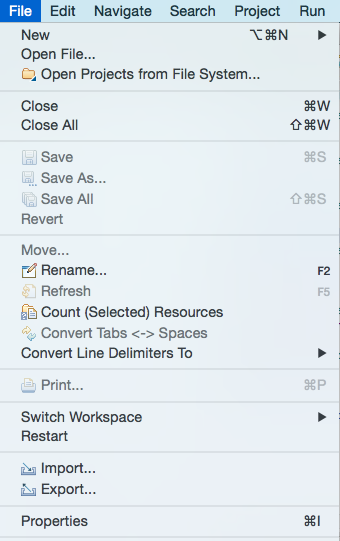 File Edit Navigate Search Project Run
New ⌥⌘N ▶
Open File...
Open Projects from File System...
Close ⌘W
Close All ⇧⌘W
Save ⌘S
Save As...
Save All ⇧⌘S
Revert
Move...
Rename... F2
Refresh F5
Count (Selected) Resources
Convert Tabs <-> Spaces
Convert Line Delimiters To ▶
Print... ⌘P
Switch Workspace ▶
Restart
Import...
Export...
Properties ⌘I